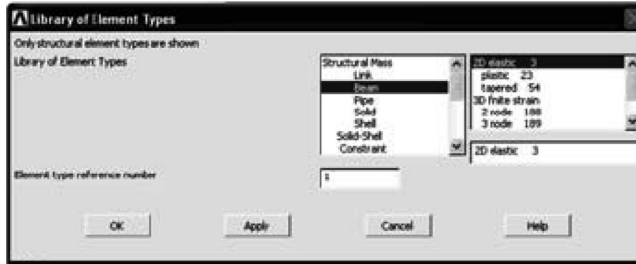 Library of Element Types
Only structural element types are shown
Library of Element Types
Structural Mass
Link
Beam
Pipe
Solid
Shell
Solid-Shell
Constraint
2D elastic 3
plastic 23
tapered 54
3D fnite strain
2 node 188
3 node 189
2D elastic 3
Element type reference number
1
OK
Applr
Cancel
Help